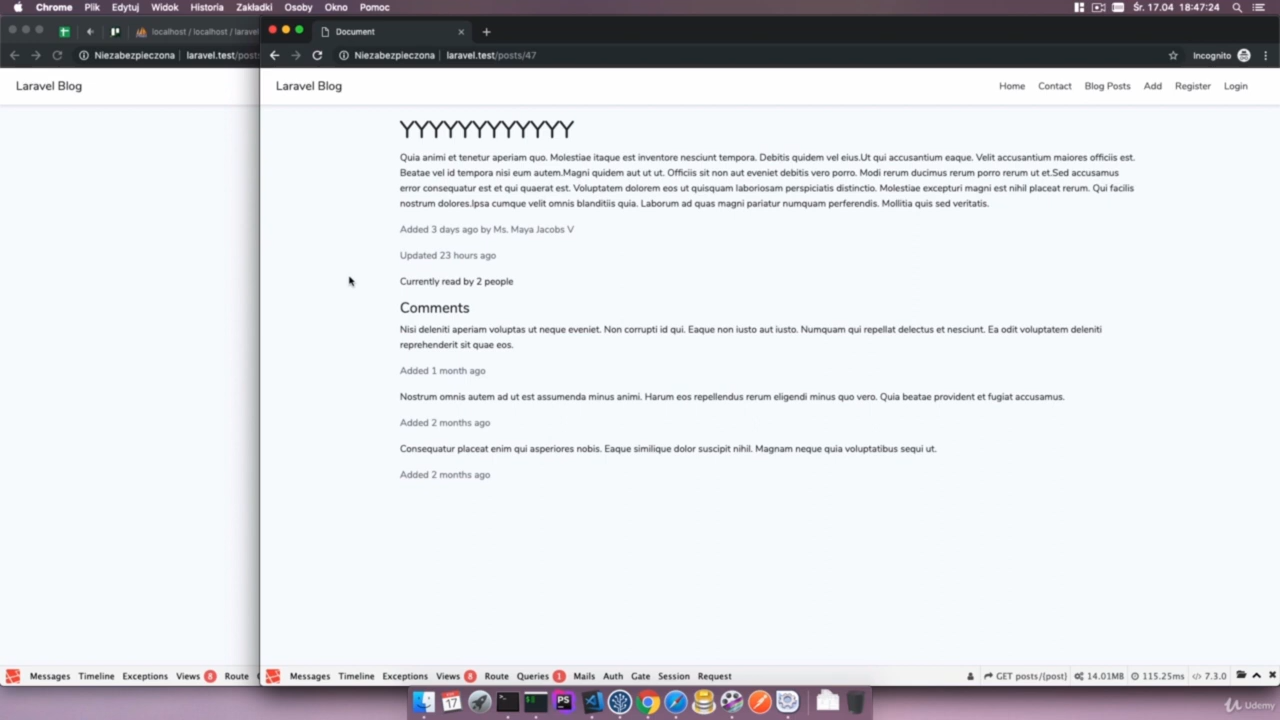 Chrome Plik Edytuj Widok Historia Zakładki Osoby Okno Pomoc Śr. 17.04 18:47:24
localhost / localhost / laravel
Document
Niezabezpieczona laravel.test/posts
Niezabezpieczona laravel.test/posts/47 Incognito
Laravel Blog
Laravel Blog Home Contact Blog Posts Add Register Login
YYYYYYYYYYYY
Quia animi et tenetur aperiam quo. Molestiae itaque est inventore nesciunt tempora. Debitis quidem vel eius.Ut qui accusantium eaque. Velit accusantium maiores officiis est.
Beatae vel id tempora nisi eum autem.Magni quidem aut ut ut. Officiis sit non aut eveniet debitis vero porro. Modi rerum ducimus rerum porro rerum ut et.Sed accusamus
error consequatur est et qui quaerat est. Voluptatem dolorem eos ut quisquam laboriosam perspiciatis distinctio. Molestiae excepturi magni est nihil placeat rerum. Qui facilis
nostrum dolores.Ipsa cumque velit omnis blanditiis quia. Laborum ad quas magni pariatur numquam perferendis. Mollitia quis sed veritatis.
Added 3 days ago by Ms. Maya Jacobs V
Updated 23 hours ago
Currently read by 2 people
Comments
Nisi deleniti aperiam voluptas ut neque eveniet. Non corrupti id qui. Eaque non iusto aut iusto. Numquam qui repellat delectus et nesciunt. Ea odit voluptatem deleniti
reprehenderit sit quae eos.
Added 1 month ago
Nostrum omnis autem ad ut est assumenda minus animi. Harum eos repellendus rerum eligendi minus quo vero. Quia beatae provident et fugiat accusamus.
Added 2 months ago
Consequatur placeat enim qui asperiores nobis. Eaque similique dolor suscipit nihil. Magnam neque quia voluptatibus sequi ut.
Added 2 months ago
Messages Timeline Exceptions Views 8 Route
Messages Timeline Exceptions Views 8 Route Queries 1 Mails Auth Gate Session Request GET posts/{post} 14.01MB 115.25ms 7.3.0
17 PS
Udemy